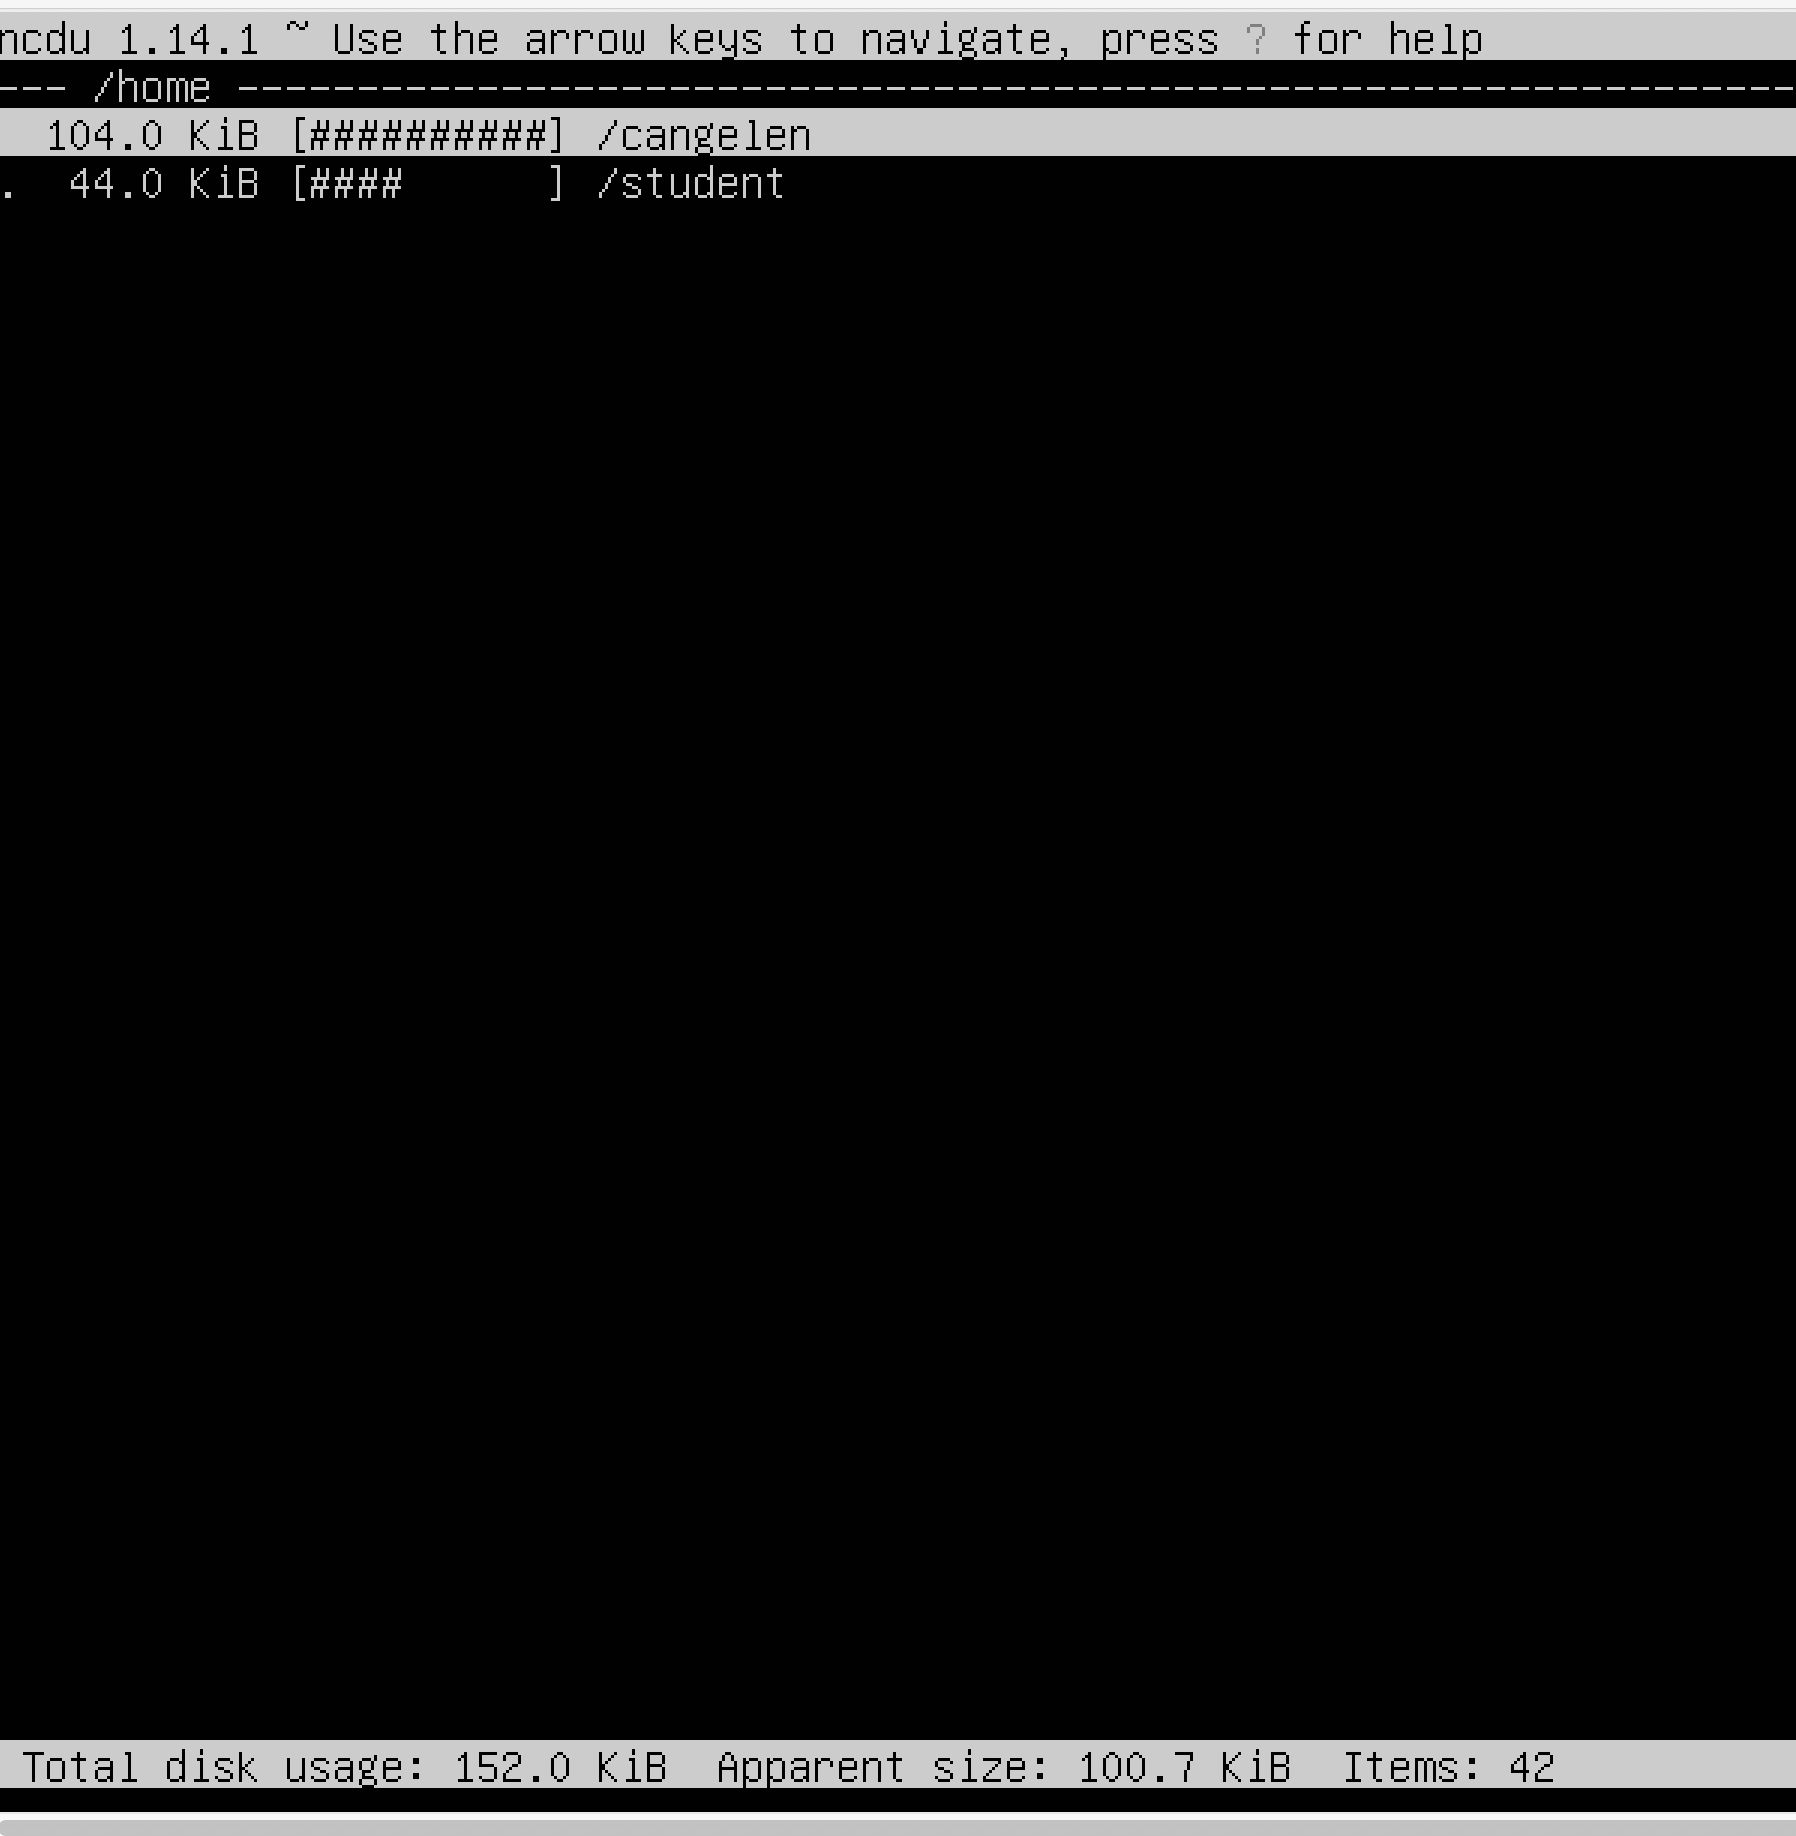 ncdu 1.14.1 ~ Use the arrow keys to navigate, press ? for help
--- /home ------------------------------------------------------------------
  104.0 KiB [##########] /cangelen
.  44.0 KiB [####      ] /student
 Total disk usage: 152.0 KiB  Apparent size: 100.7 KiB  Items: 42